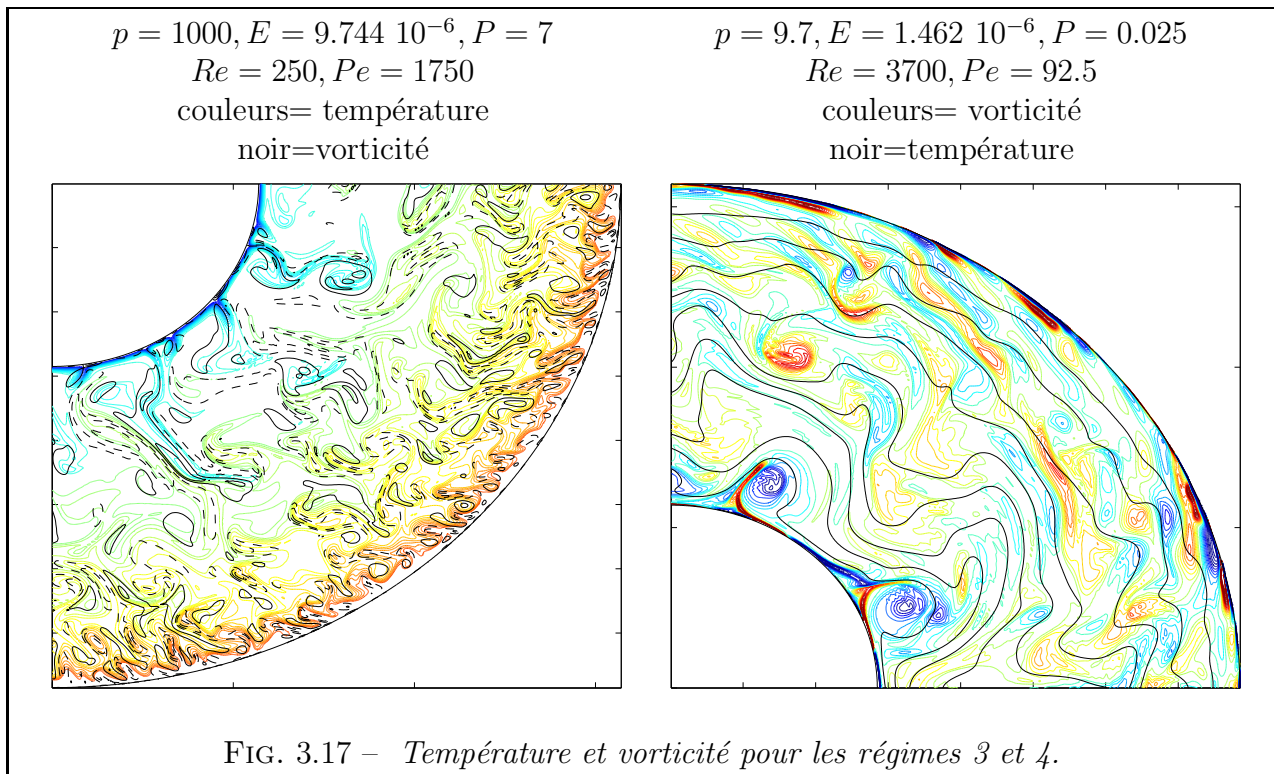 p = 1000, E = 9.744 10⁻⁶, P = 7
Re = 250, Pe = 1750
couleurs= température
noir=vorticité
p = 9.7, E = 1.462 10⁻⁶, P = 0.025
Re = 3700, Pe = 92.5
couleurs= vorticité
noir=température
FIG. 3.17 – Température et vorticité pour les régimes 3 et 4.